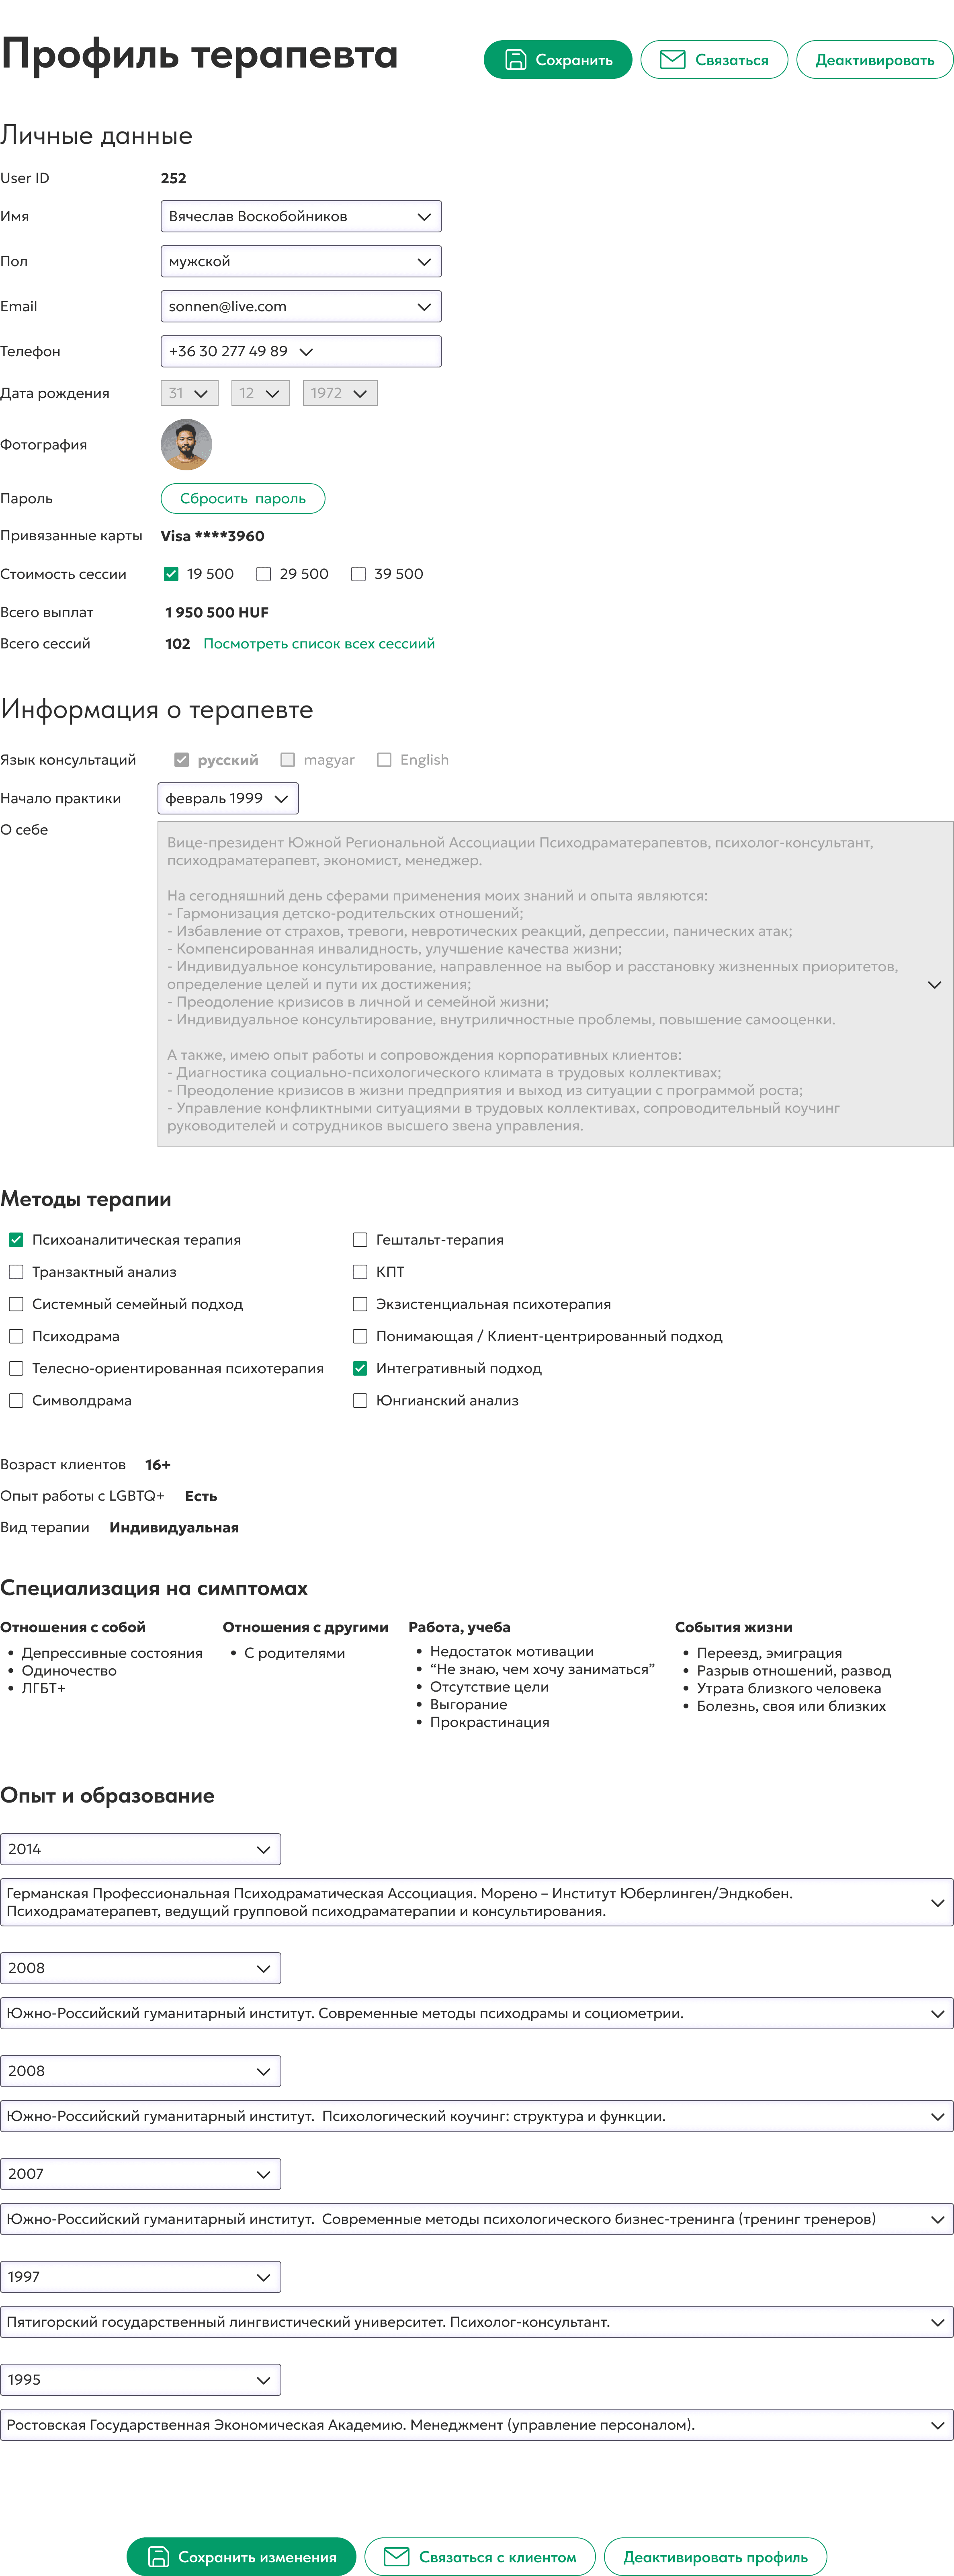 Профиль терапевта
Сохранить
Связаться
Деактивировать
Личные данные
User ID 252
Имя Вячеслав Воскобойников
Пол мужской
Email sonnen@live.com
Телефон +36 30 277 49 89
Дата рождения 31 12 1972
Фотография
Пароль Сбросить пароль
Привязанные карты Visa ****3960
Стоимость сессии 19 500 29 500 39 500
Всего выплат 1 950 500 HUF
Всего сессий 102 Посмотреть список всех сессиий
Информация о терапевте
Язык консультаций русский magyar English
Начало практики февраль 1999
О себе
Вице-президент Южной Региональной Ассоциации Психодраматерапевтов, психолог-консультант,
психодраматерапевт, экономист, менеджер.
На сегодняшний день сферами применения моих знаний и опыта являются:
- Гармонизация детско-родительских отношений;
- Избавление от страхов, тревоги, невротических реакций, депрессии, панических атак;
- Компенсированная инвалидность, улучшение качества жизни;
- Индивидуальное консультирование, направленное на выбор и расстановку жизненных приоритетов,
определение целей и пути их достижения;
- Преодоление кризисов в личной и семейной жизни;
- Индивидуальное консультирование, внутриличностные проблемы, повышение самооценки.
А также, имею опыт работы и сопровождения корпоративных клиентов:
- Диагностика социально-психологического климата в трудовых коллективах;
- Преодоление кризисов в жизни предприятия и выход из ситуации с программой роста;
- Управление конфликтными ситуациями в трудовых коллективах, сопроводительный коучинг
руководителей и сотрудников высшего звена управления.
Методы терапии
Психоаналитическая терапия
Гештальт-терапия
Транзактный анализ
КПТ
Системный семейный подход
Экзистенциальная психотерапия
Психодрама
Понимающая / Клиент-центрированный подход
Телесно-ориентированная психотерапия
Интегративный подход
Символдрама
Юнгианский анализ
Возраст клиентов 16+
Опыт работы с LGBTQ+ Есть
Вид терапии Индивидуальная
Специализация на симптомах
Отношения с собой
• Депрессивные состояния
• Одиночество
• ЛГБТ+
Отношения с другими
• С родителями
Работа, учеба
• Недостаток мотивации
• “Не знаю, чем хочу заниматься”
• Отсутствие цели
• Выгорание
• Прокрастинация
События жизни
• Переезд, эмиграция
• Разрыв отношений, развод
• Утрата близкого человека
• Болезнь, своя или близких
Опыт и образование
2014
Германская Профессиональная Психодраматическая Ассоциация. Морено – Институт Юберлинген/Эндкобен.
Психодраматерапевт, ведущий групповой психодраматерапии и консультирования.
2008
Южно-Российский гуманитарный институт. Современные методы психодрамы и социометрии.
2008
Южно-Российский гуманитарный институт. Психологический коучинг: структура и функции.
2007
Южно-Российский гуманитарный институт. Современные методы психологического бизнес-тренинга (тренинг тренеров)
1997
Пятигорский государственный лингвистический университет. Психолог-консультант.
1995
Ростовская Государственная Экономическая Академию. Менеджмент (управление персоналом).
Сохранить изменения
Связаться с клиентом
Деактивировать профиль